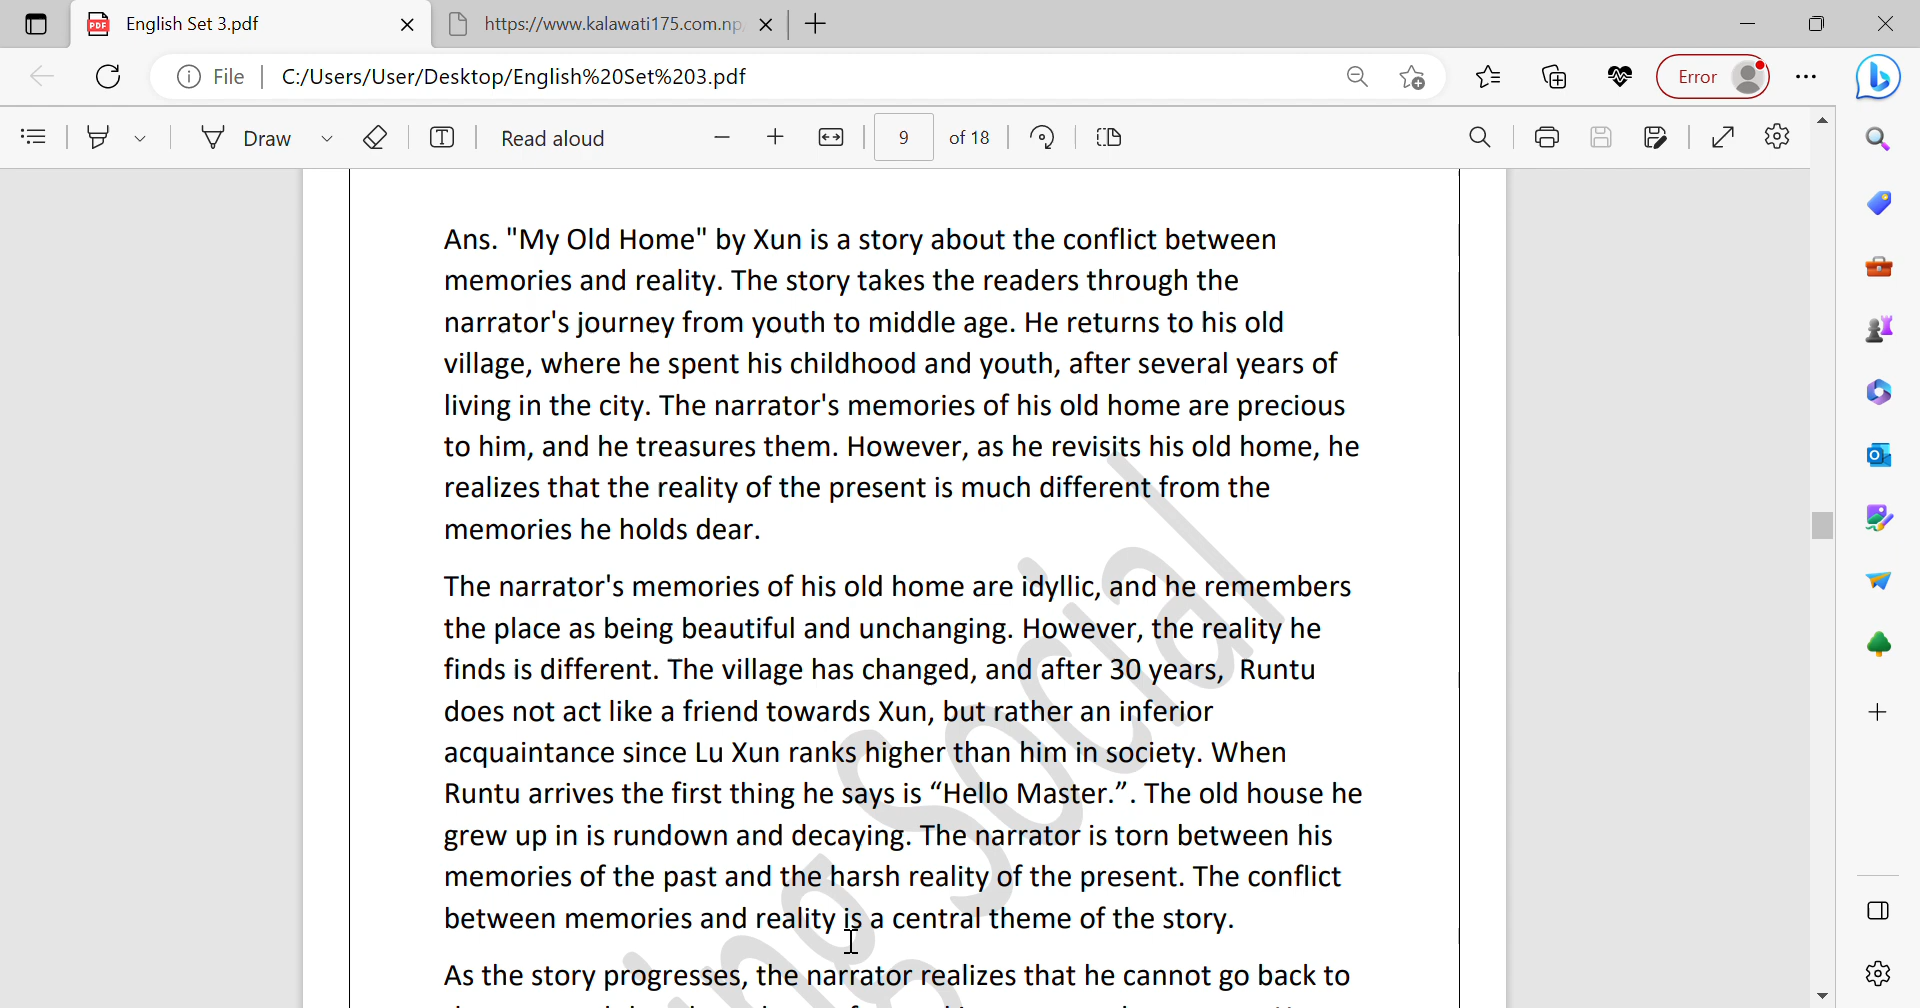 English Set 3.pdf
https://www.kalawati175.com.np/
File
C:/Users/User/Desktop/English%20Set%203.pdf
Error
Draw
Read aloud
9
of 18
Ans. "My Old Home" by Xun is a story about the conflict between
memories and reality. The story takes the readers through the
narrator's journey from youth to middle age. He returns to his old
village, where he spent his childhood and youth, after several years of
living in the city. The narrator's memories of his old home are precious
to him, and he treasures them. However, as he revisits his old home, he
realizes that the reality of the present is much different from the
memories he holds dear.
The narrator's memories of his old home are idyllic, and he remembers
the place as being beautiful and unchanging. However, the reality he
finds is different. The village has changed, and after 30 years, Runtu
does not act like a friend towards Xun, but rather an inferior
acquaintance since Lu Xun ranks higher than him in society. When
Runtu arrives the first thing he says is “Hello Master.”. The old house he
grew up in is rundown and decaying. The narrator is torn between his
memories of the past and the harsh reality of the present. The conflict
between memories and reality is a central theme of the story.
As the story progresses, the narrator realizes that he cannot go back to
Social